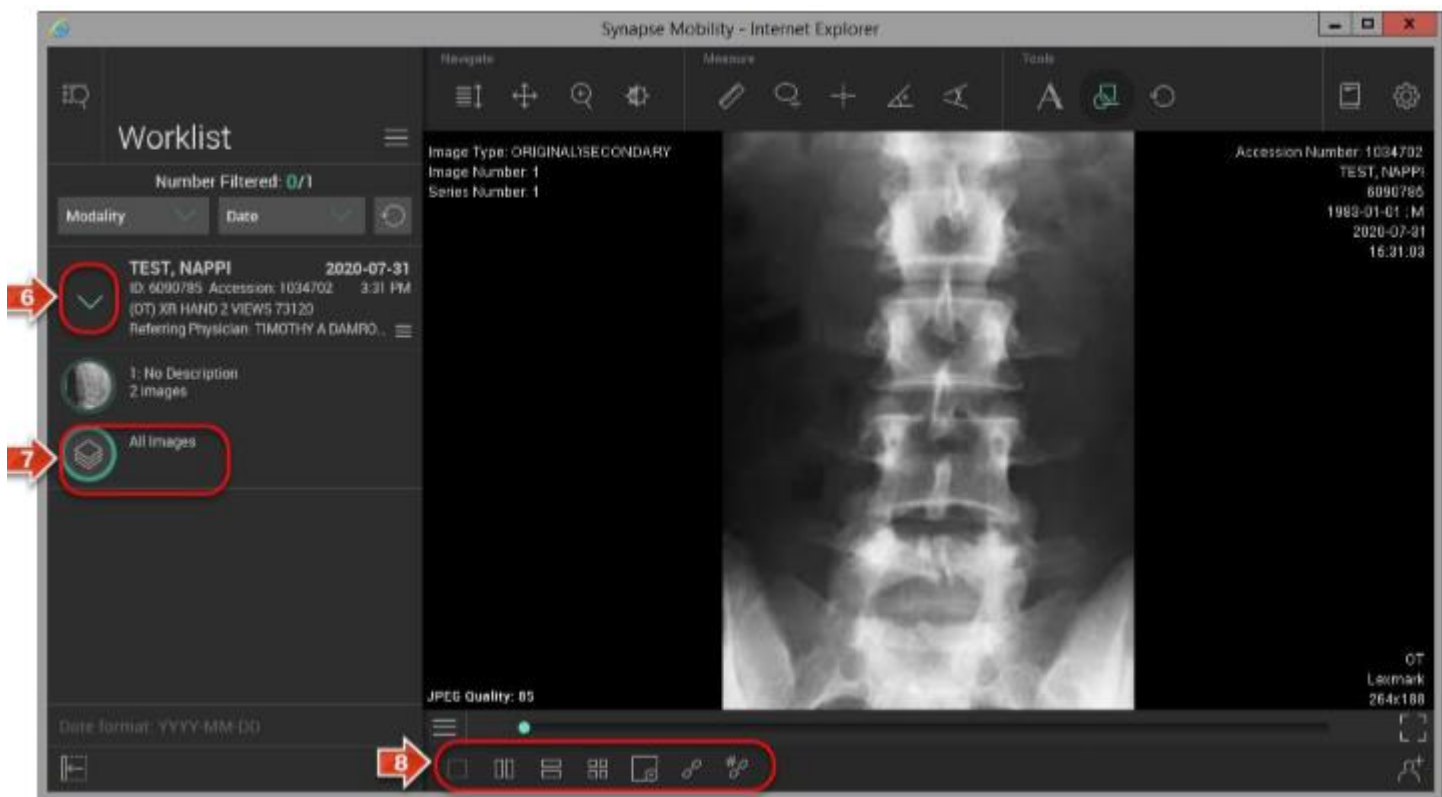 Synapse Mobility - Internet Explorer
Navigate
Measure
Tools
A
Worklist
Number Filtered: 0/1
Modality
Date
TEST, NAPPI 2020-07-31
ID: 6090785 Accession: 1034702 3:31 PM
(OT) XR HAND 2 VIEWS 73120
Referring Physician: TIMOTHY A DAMRO...
1: No Description
2 images
All Images
Date format: YYYY-MM-DD
Image Type: ORIGINAL\SECONDARY
Image Number: 1
Series Number: 1
Accession Number: 1034702
TEST, NAPPI
6090785
1983-01-01 : M
2020-07-31
16:31:03
JPEG Quality: 85
OT
Lexmark
264x188
6
7
8